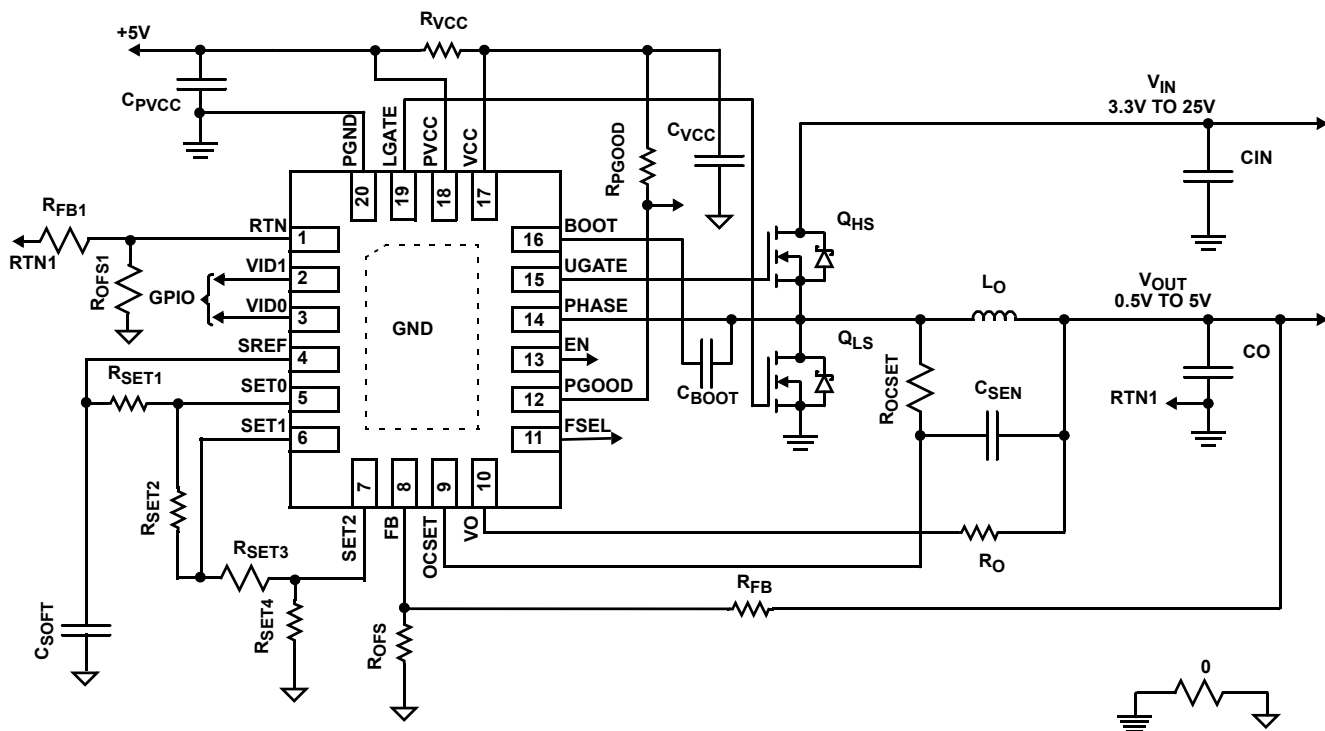 +5V
RVCC
CPVCC
PGND
LGATE
PVCC
VCC
RPGOOD
CVCC
VIN
3.3V TO 25V
CIN
20
19
18
17
RFB1
RTN1
ROFS1
GPIO
RTN
1
VID1
2
VID0
3
SREF
4
SET0
5
SET1
6
GND
16
BOOT
15
UGATE
14
PHASE
13
EN
12
PGOOD
11
FSEL
7
8
9
10
SET2
FB
OCSET
VO
QHS
QLS
CBOOT
LO
VOUT
0.5V TO 5V
CO
RTN1
ROCSET
CSEN
RO
RSET1
RSET2
RSET3
RSET4
CSOFT
RFB
ROFS
0